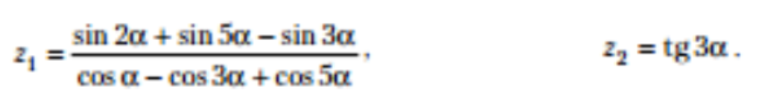 z₁ = (sin 2α + sin 5α − sin 3α) / (cos α − cos 3α + cos 5α), z₂ = tg 3α.